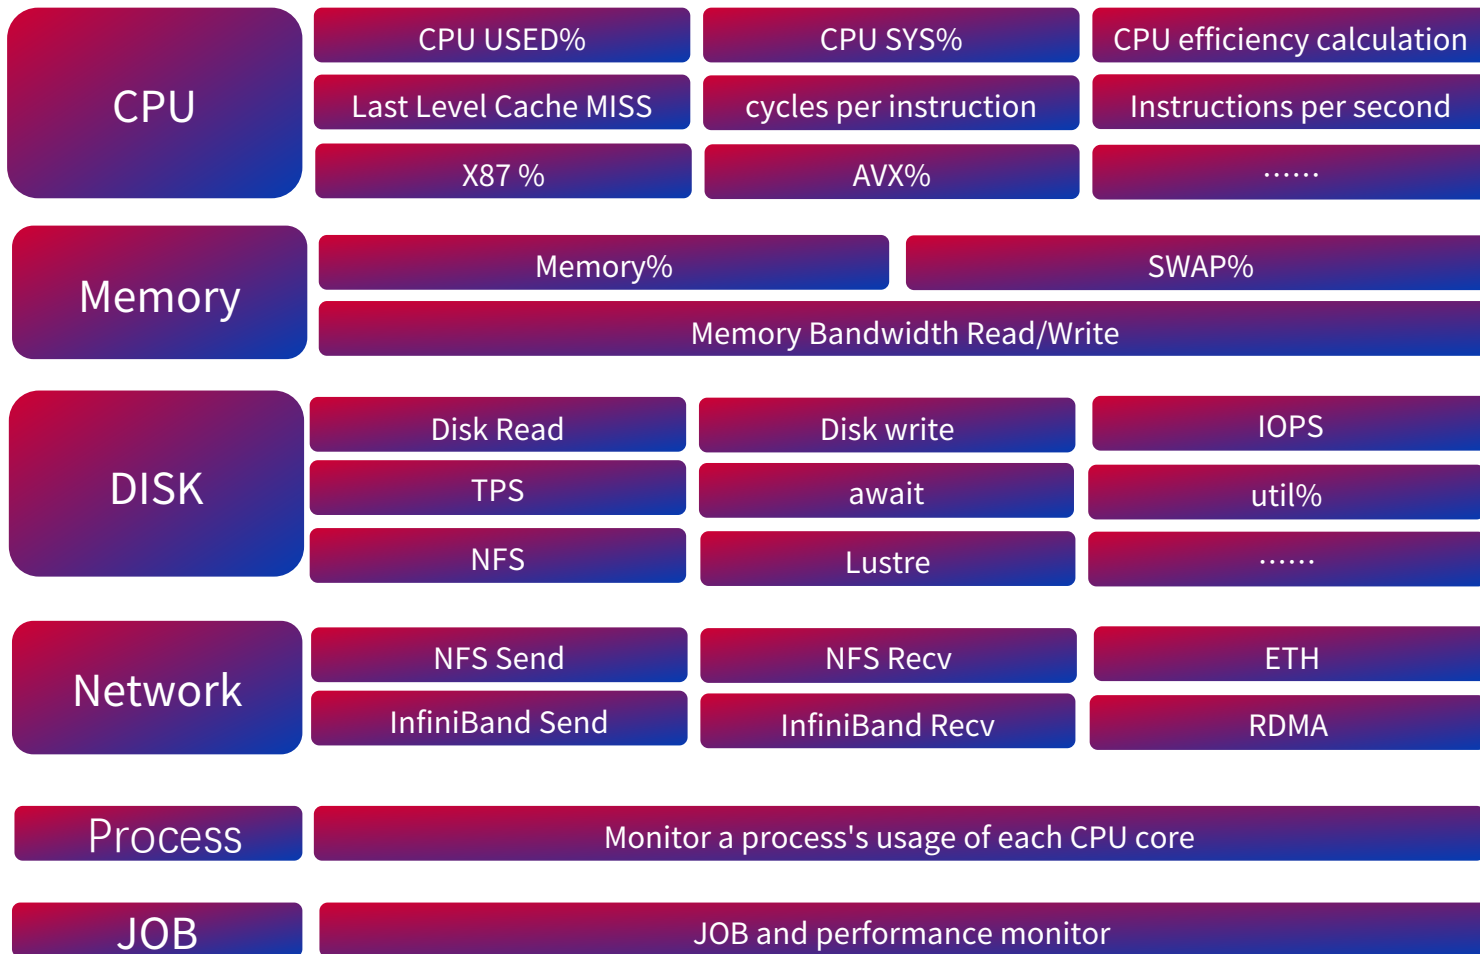 CPU
CPU USED%
CPU SYS%
CPU efficiency calculation
Last Level Cache MISS
cycles per instruction
Instructions per second
X87 %
AVX%
......
Memory
Memory%
SWAP%
Memory Bandwidth Read/Write
DISK
Disk Read
Disk write
IOPS
TPS
await
util%
NFS
Lustre
......
Network
NFS Send
NFS Recv
ETH
InfiniBand Send
InfiniBand Recv
RDMA
Process
Monitor a process's usage of each CPU core
JOB
JOB and performance monitor